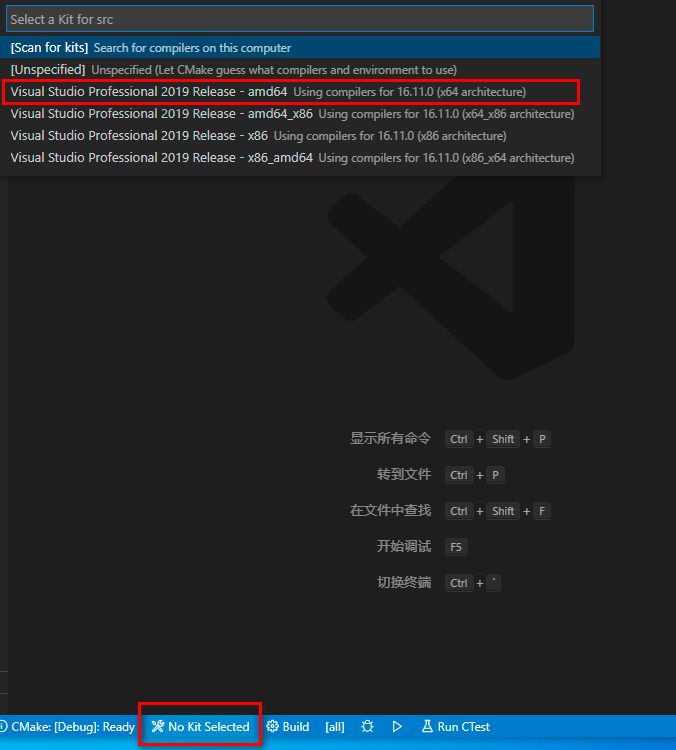 Select a Kit for src
[Scan for kits] Search for compilers on this computer
[Unspecified] Unspecified (Let CMake guess what compilers and environment to use)
Visual Studio Professional 2019 Release - amd64 Using compilers for 16.11.0 (x64 architecture)
Visual Studio Professional 2019 Release - amd64_x86 Using compilers for 16.11.0 (x64_x86 architecture)
Visual Studio Professional 2019 Release - x86 Using compilers for 16.11.0 (x86 architecture)
Visual Studio Professional 2019 Release - x86_amd64 Using compilers for 16.11.0 (x86_x64 architecture)
显示所有命令 Ctrl + Shift + P
转到文件 Ctrl + P
在文件中查找 Ctrl + Shift + F
开始调试 F5
切换终端 Ctrl + `
CMake: [Debug]: Ready No Kit Selected Build [all] Run CTest